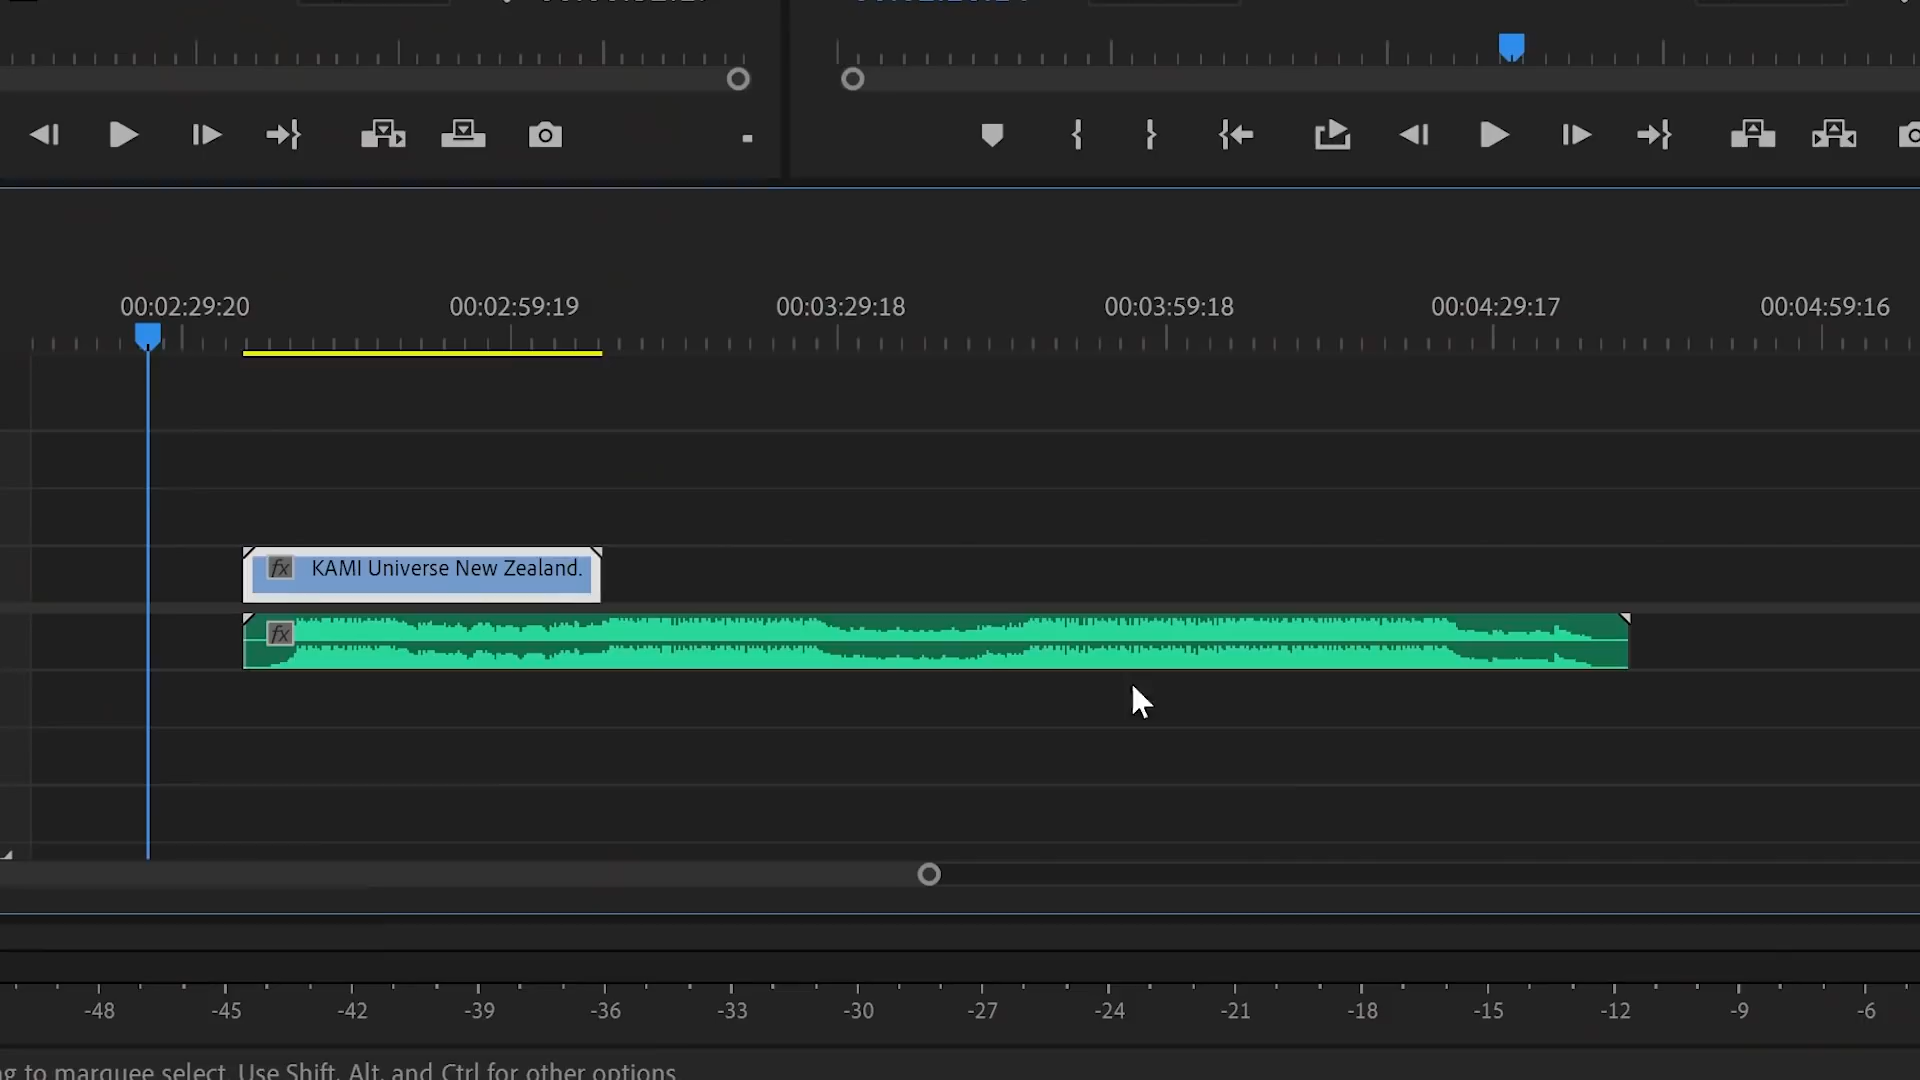 00:02:29:20 00:02:59:19 00:03:29:18 00:03:59:18 00:04:29:17 00:04:59:16
fx KAMI Universe New Zealand.
fx
-48 -45 -42 -39 -36 -33 -30 -27 -24 -21 -18 -15 -12 -9 -6
to marquee select. Use Shift, Alt, and Ctrl for other options